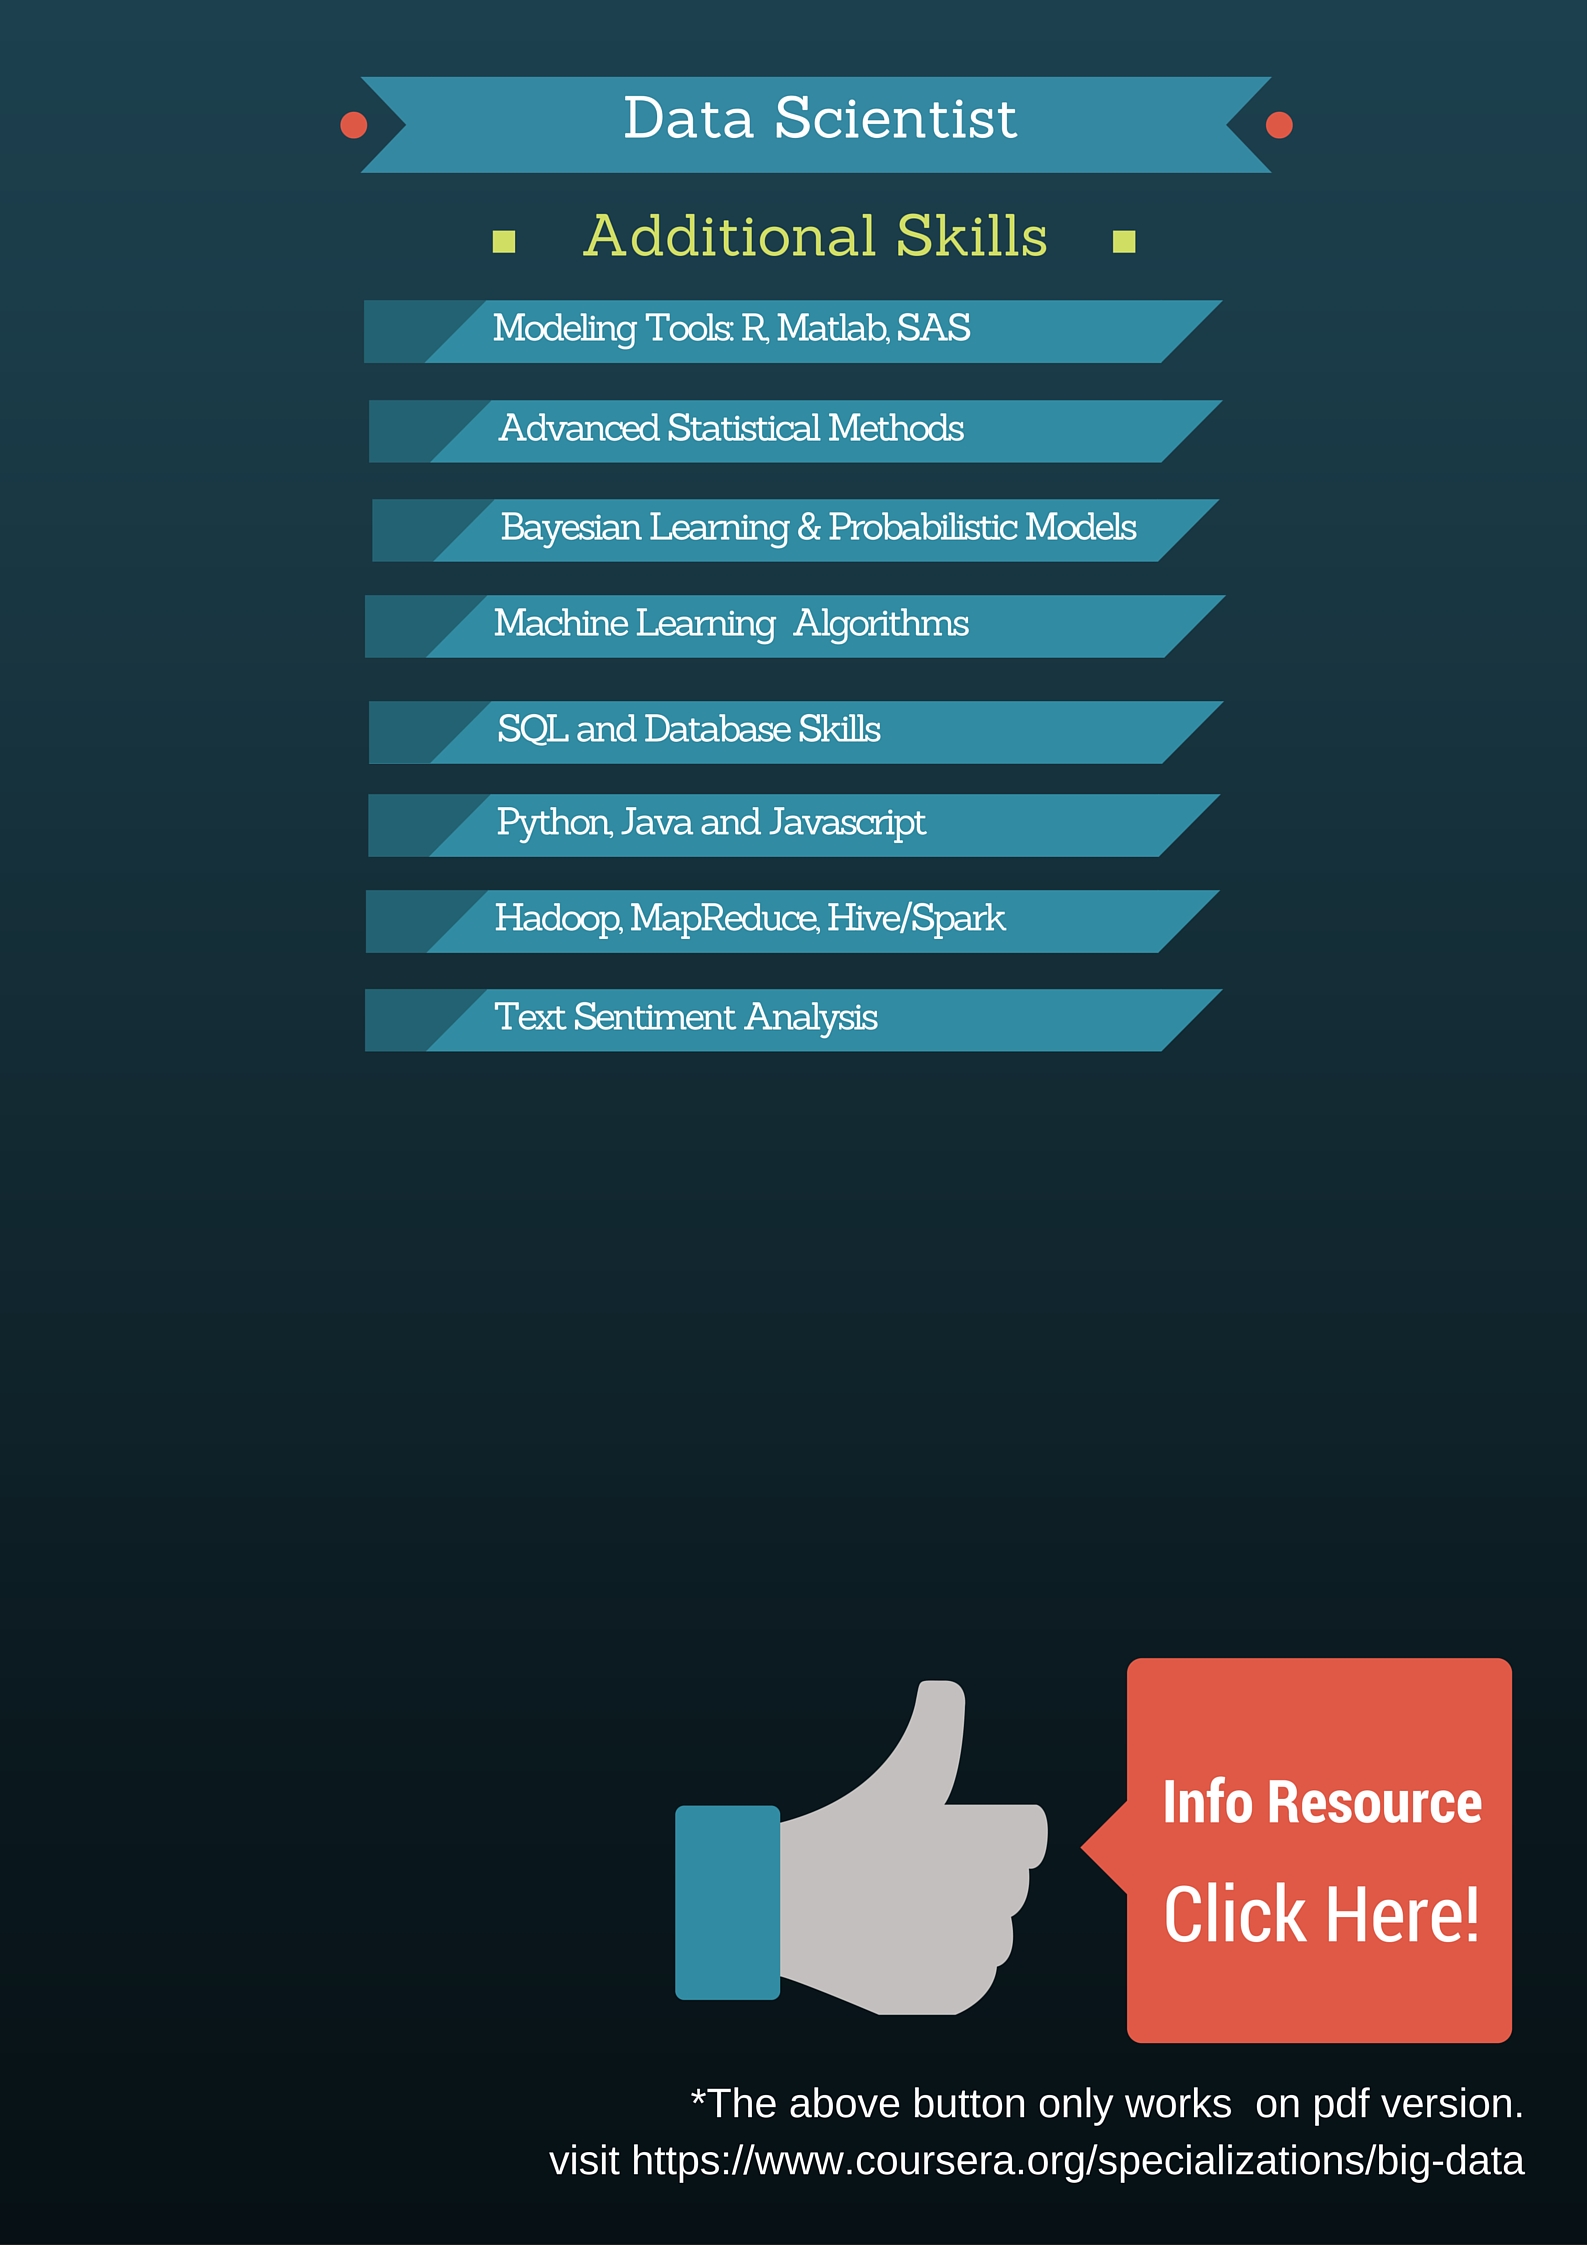 Data Scientist
Additional Skills
Modeling Tools: R, Matlab, SAS
Advanced Statistical Methods
Bayesian Learning & Probabilistic Models
Machine Learning  Algorithms
SQL and Database Skills
Python, Java and Javascript
Hadoop, MapReduce, Hive/Spark
Text Sentiment Analysis
Info Resource
Click Here!
*The above button only works  on pdf version.
visit https://www.coursera.org/specializations/big-data